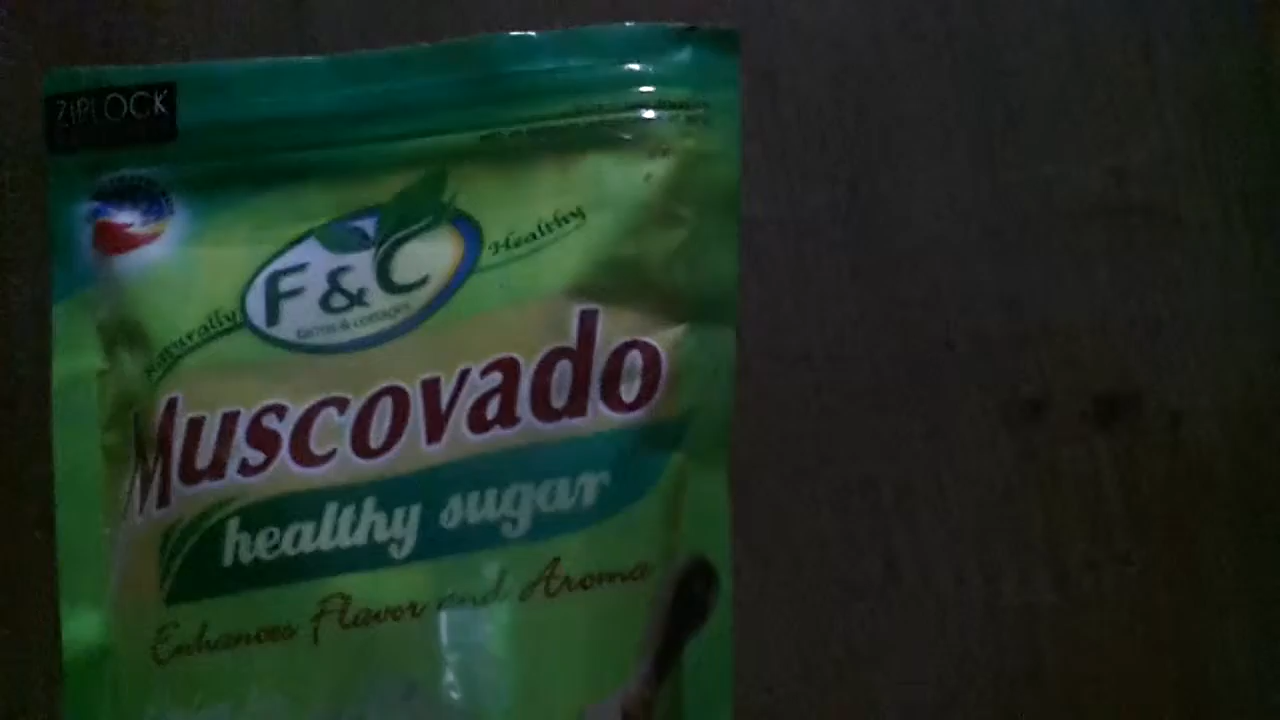 ZIPLOCK
Naturally Healthy
F&C
farms & cottages
Muscovado
healthy sugar
Enhances Flavor and Aroma